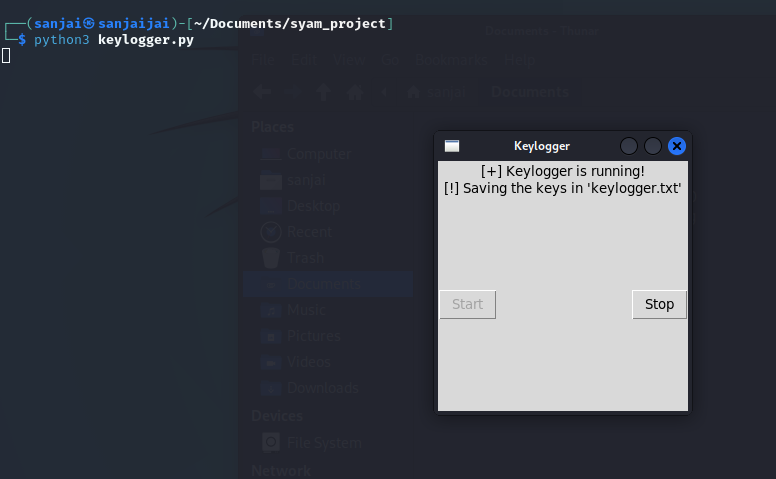 ┌──(sanjai㉿sanjaijai)-[~/Documents/syam_project]
└─$ python3 keylogger.py
Documents - Thunar
File Edit View Go Bookmarks Help
sanjai Documents
Places
Computer
sanjai
Desktop
Recent
Trash
Documents
Music
Pictures
Videos
Downloads
Devices
File System
Network
Keylogger
[+] Keylogger is running!
[!] Saving the keys in 'keylogger.txt'
Start
Stop